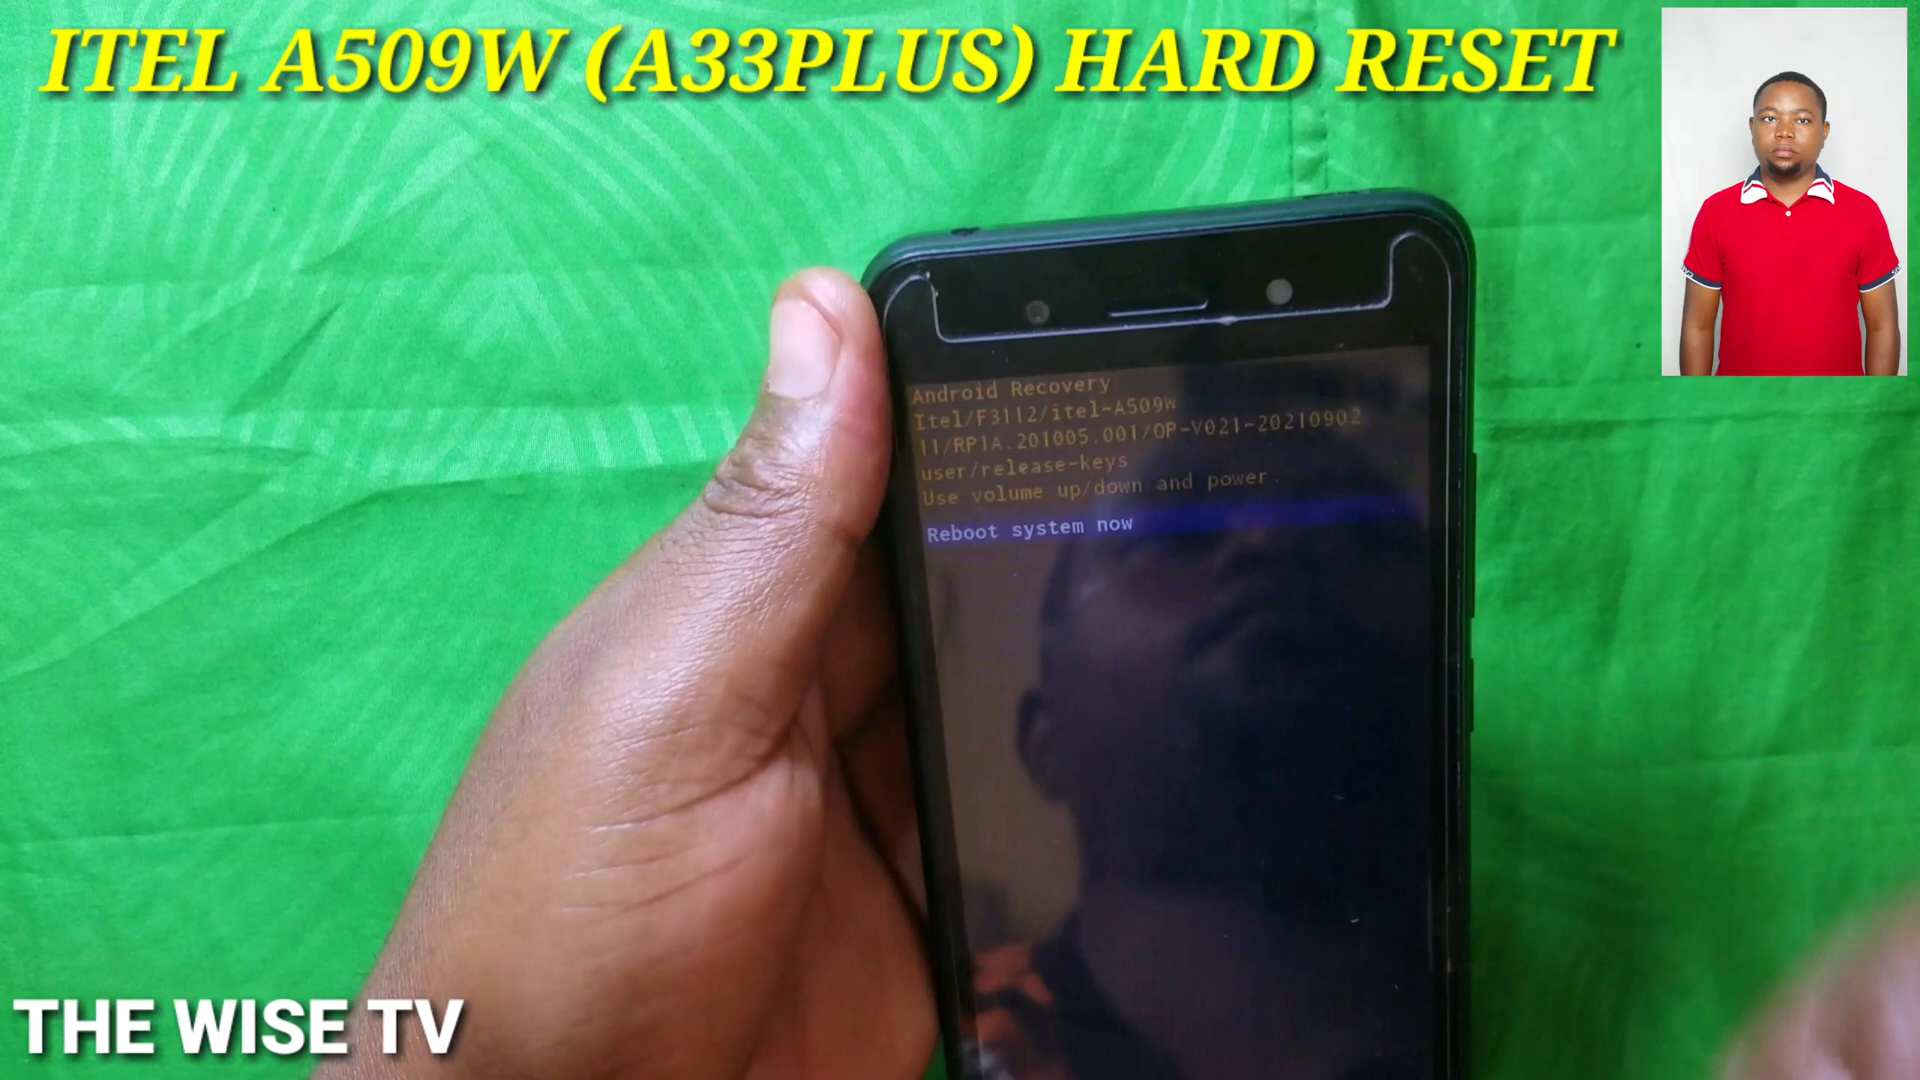 ITEL A509W (A33PLUS) HARD RESET
Android Recovery
Itel/F3112/itel-A509W
11/RP1A.201005.001/OP-V021-20210902
user/release-keys
Use volume up/down and power.
Reboot system now
THE WISE TV